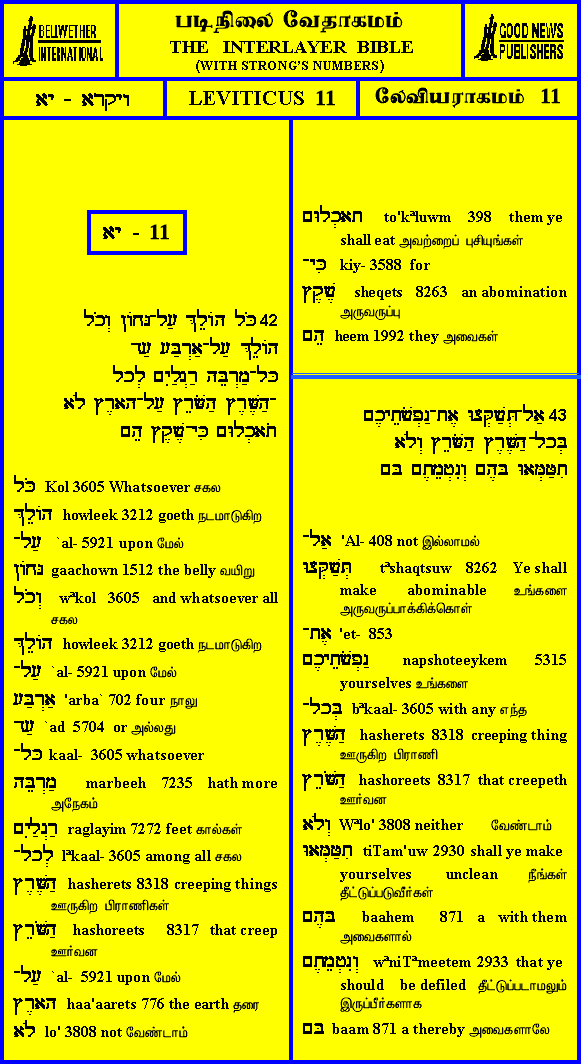 BELLWETHER
INTERNATIONAL
படிநிலை வேதாகமம்
THE INTERLAYER BIBLE
(WITH STRONG'S NUMBERS)
GOOD NEWS
PUBLISHERS
ויקרא - יא
LEVITICUS 11
லேவியராகமம் 11
יא - 11
42 כֹּל הוֹלֵךְ עַל־גָּחוֹן וְכֹל
הוֹלֵךְ עַל־אַרְבַּע עַד־
כָּל־מַרְבֵּה רַגְלַיִם לְכָל
־הַשֶּׁרֶץ הַשֹּׁרֵץ עַל־הָאָרֶץ לֹא
תֹאכְלוּם כִּי־שֶׁקֶץ הֵם
כֹּל Kol 3605 Whatsoever சகல
הוֹלֵךְ howleek 3212 goeth நடமாடுகிற
עַל־ `al- 5921 upon மேல்
גָּחוֹן gaachown 1512 the belly வயிறு
וְכֹל wªkol 3605 and whatsoever all
சகல
הוֹלֵךְ howleek 3212 goeth நடமாடுகிற
עַל־ `al- 5921 upon மேல்
אַרְבַּע 'arba` 702 four நாலு
עַד־ `ad 5704 or அல்லது
כָּל־ kaal- 3605 whatsoever
מַרְבֵּה marbeeh 7235 hath more
அநேகம்
רַגְלַיִם raglayim 7272 feet கால்கள்
לְכָל־ lªkaal- 3605 among all சகல
הַשֶּׁרֶץ hasherets 8318 creeping things
ஊருகிற பிராணிகள்
הַשֹּׁרֵץ hashoreets 8317 that creep
ஊர்வன
עַל־ `al- 5921 upon மேல்
הָאָרֶץ haa'aarets 776 the earth தரை
לֹא lo' 3808 not வேண்டாம்
תֹאכְלוּם to'kªluwm 398 them ye
shall eat அவற்றைப் புசியுங்கள்
כִּי־ kiy- 3588 for
שֶׁקֶץ sheqets 8263 an abomination
அருவருப்பு
הֵם heem 1992 they அவைகள்
43 אַל־תְּשַׁקְּצוּ אֶת־נַפְשֹׁתֵיכֶם
בְּכָל־הַשֶּׁרֶץ הַשֹּׁרֵץ וְלֹא
תִטַּמְּאוּ בָּהֶם וְנִטְמֵתֶם בָּם
אַל־ 'Al- 408 not இல்லாமல்
תְּשַׁקְּצוּ tªshaqtsuw 8262 Ye shall
make abominable உங்களை
அருவருப்பாக்கிக்கொள்
אֶת־ 'et- 853
נַפְשֹׁתֵיכֶם napshoteeykem 5315
yourselves உங்களை
בְּכָל־ bªkaal- 3605 with any எந்த
הַשֶּׁרֶץ hasherets 8318 creeping thing
ஊருகிற பிராணி
הַשֹּׁרֵץ hashoreets 8317 that creepeth
ஊர்வன
וְלֹא Wªlo' 3808 neither வேண்டாம்
תִטַּמְּאוּ tiTam'uw 2930 shall ye make
yourselves unclean நீங்கள்
தீட்டுப்படுவீர்கள்
בָּהֶם baahem 871 a with them
அவைகளால்
וְנִטְמֵתֶם wªniTªmeetem 2933 that ye
should be defiled தீட்டுப்படாமலும்
இருப்பீர்களாக
בָּם baam 871 a thereby அவைகளாலே